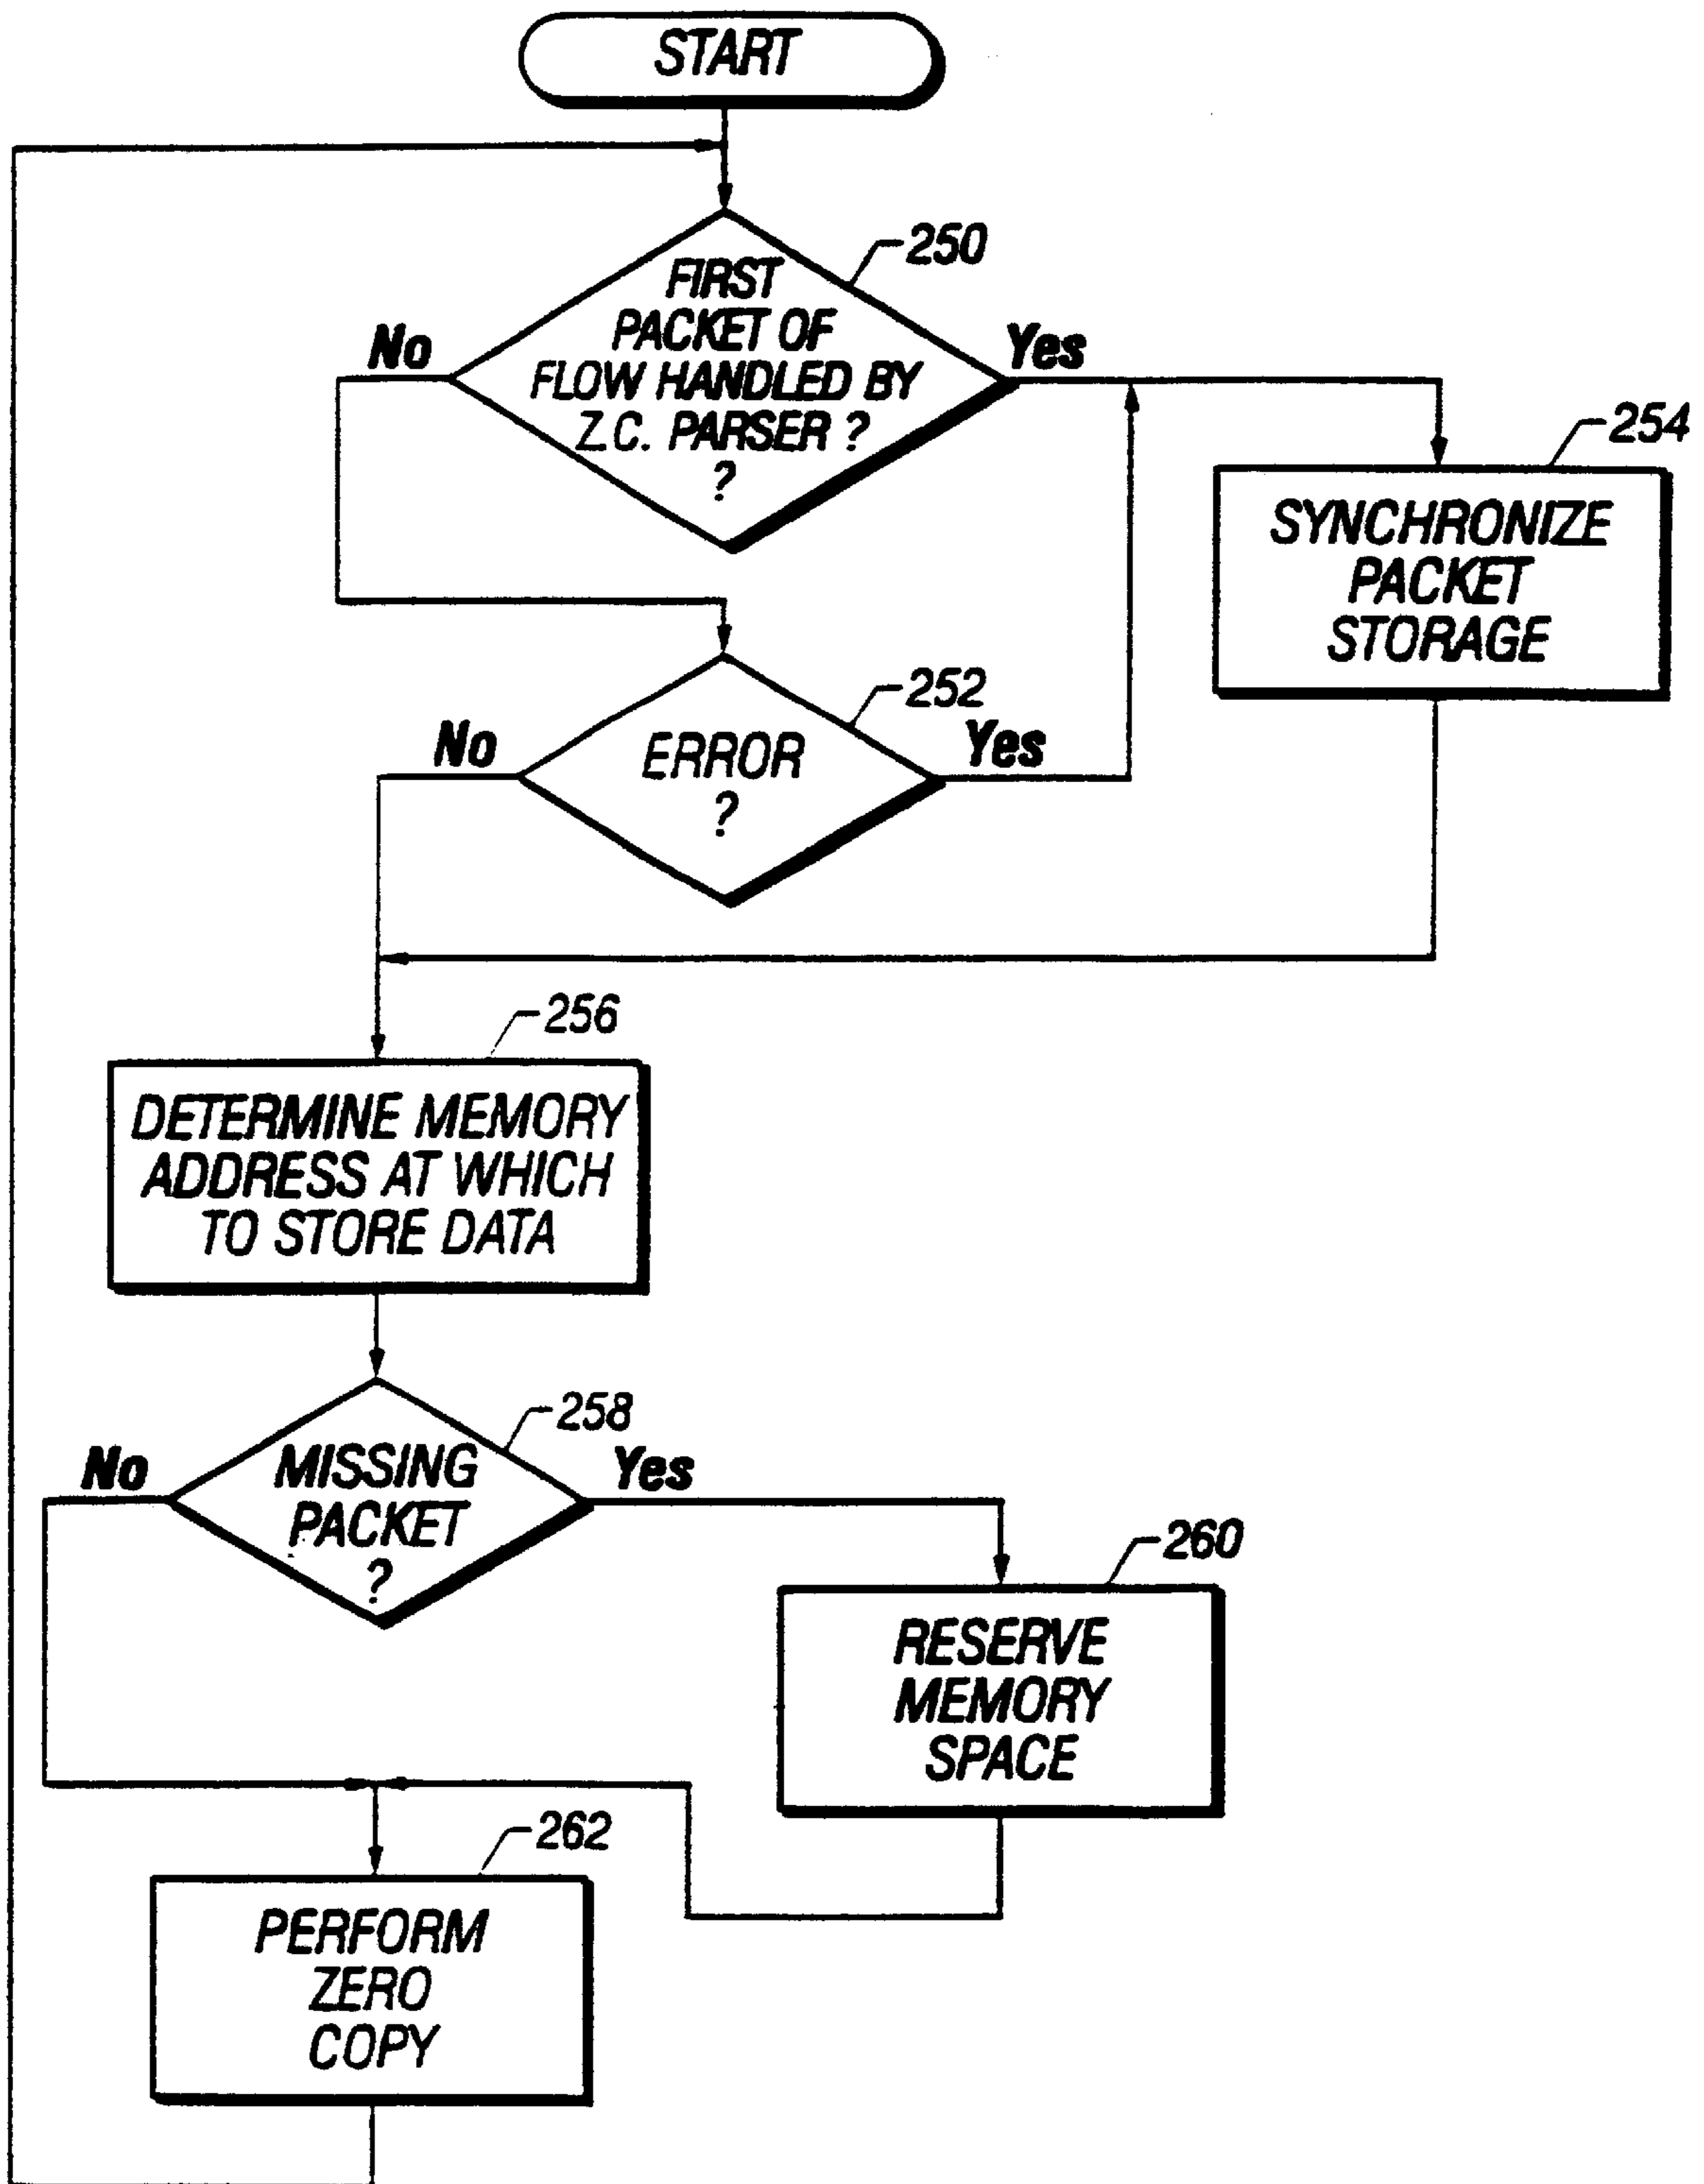 START
250
FIRST
PACKET OF
FLOW HANDLED BY
Z.C. PARSER ?
?
No
Yes
254
SYNCHRONIZE
PACKET
STORAGE
252
ERROR
?
No
Yes
256
DETERMINE MEMORY
ADDRESS AT WHICH
TO STORE DATA
258
MISSING
PACKET
?
No
Yes
260
RESERVE
MEMORY
SPACE
262
PERFORM
ZERO
COPY